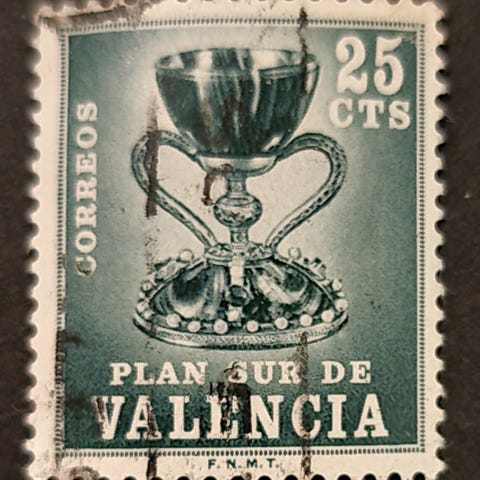 25
CTS
CORREOS
PLAN SUR DE
VALENCIA
F.N.M.T.